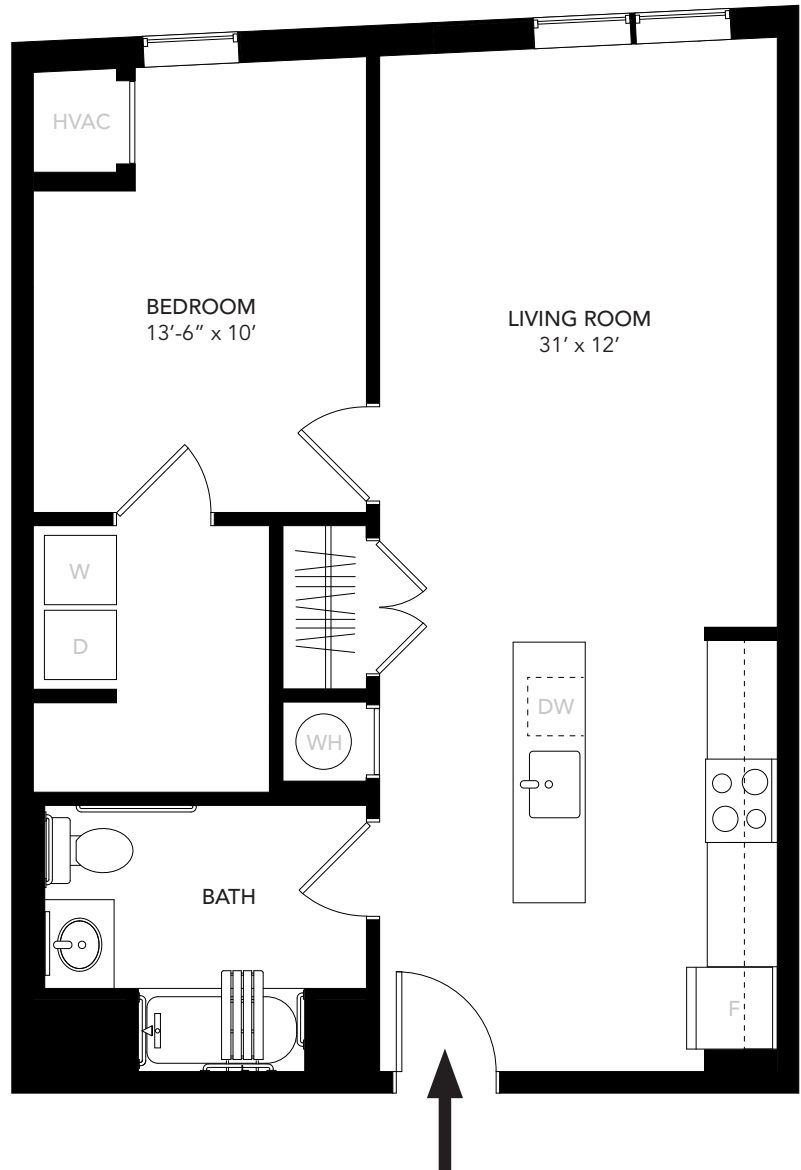 HVAC
BEDROOM
13’-6” x 10’
LIVING ROOM
31’ x 12’
W
D
DW
WH
BATH
F